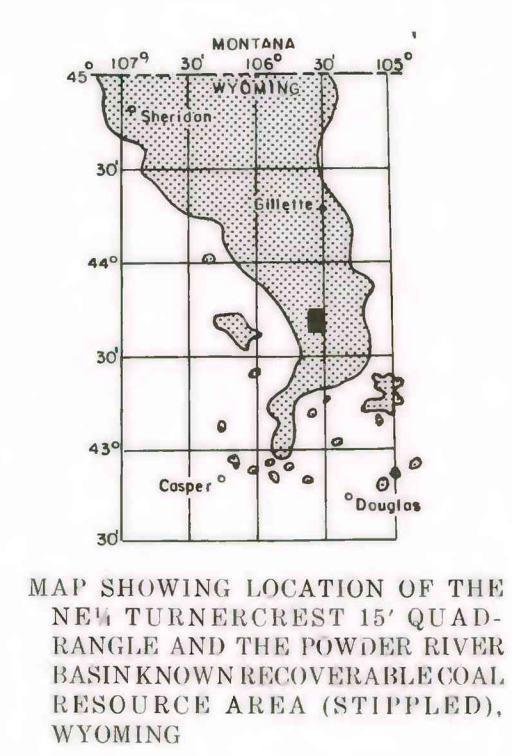 MONTANA
45° 107° 30' 106° 30' 105°
WYOMING
Sheridan
30'
Gillette
44°
30'
43°
Casper
Douglas
30'
MAP SHOWING LOCATION OF THE
NE¼ TURNERCREST 15' QUAD-
RANGLE AND THE POWDER RIVER
BASIN KNOWN RECOVERABLE COAL
RESOURCE AREA (STIPPLED),
WYOMING